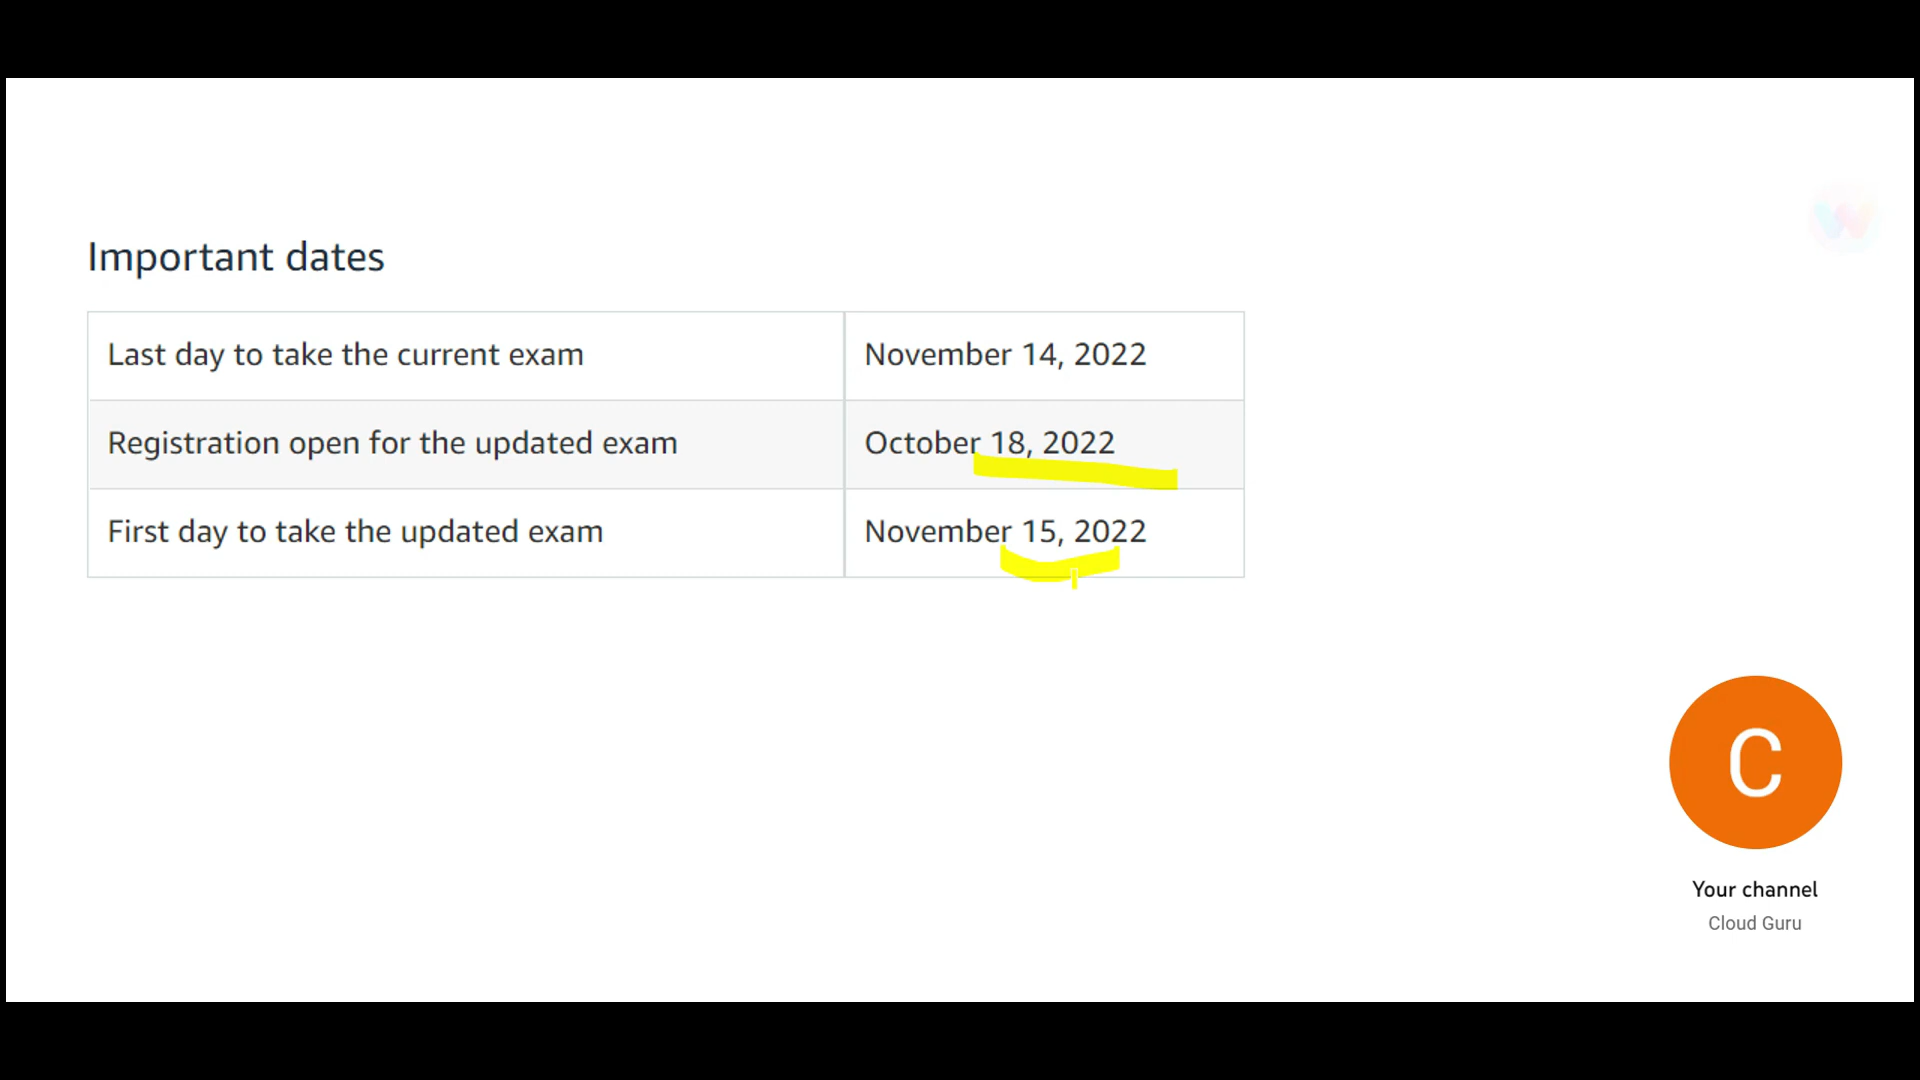 Important dates
Last day to take the current exam November 14, 2022
Registration open for the updated exam October 18, 2022
First day to take the updated exam November 15, 2022
W
C
Your channel
Cloud Guru